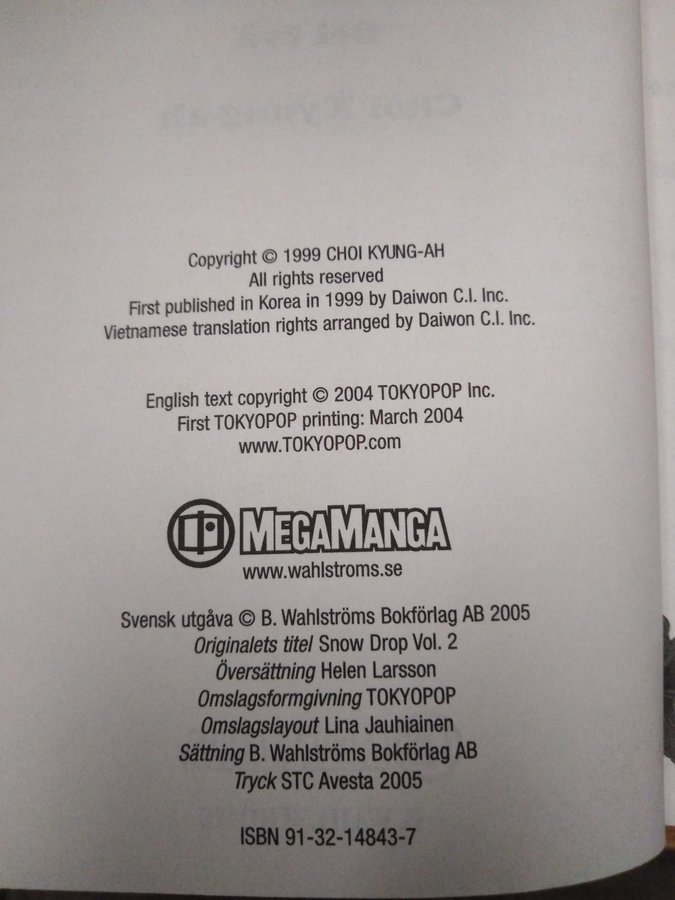 Copyright © 1999 CHOI KYUNG-AH
All rights reserved
First published in Korea in 1999 by Daiwon C.I. Inc.
Vietnamese translation rights arranged by Daiwon C.I. Inc.
English text copyright © 2004 TOKYOPOP Inc.
First TOKYOPOP printing: March 2004
www.TOKYOPOP.com
MEGAMANGA
www.wahlstroms.se
Svensk utgåva © B. Wahlströms Bokförlag AB 2005
Originalets titel Snow Drop Vol. 2
Översättning Helen Larsson
Omslagsformgivning TOKYOPOP
Omslagslayout Lina Jauhiainen
Sättning B. Wahlströms Bokförlag AB
Tryck STC Avesta 2005
ISBN 91-32-14843-7